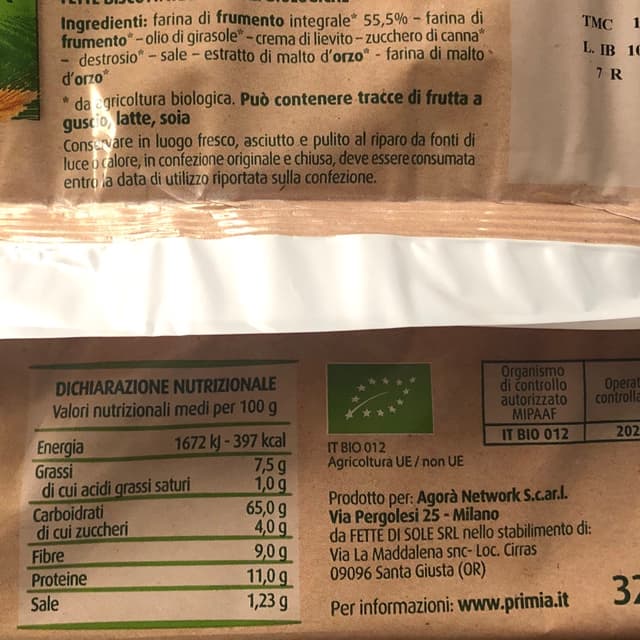 Ingredienti: farina di frumento integrale* 55,5% – farina di
frumento* – olio di girasole* – crema di lievito – zucchero di canna*
– destrosio* – sale – estratto di malto d'orzo* - farina di malto
d'orzo*
* da agricoltura biologica. Può contenere tracce di frutta a
guscio, latte, soia
Conservare in luogo fresco, asciutto e pulito al riparo da fonti di
luce o calore, in confezione originale e chiusa, deve essere consumata
entro la data di utilizzo riportata sulla confezione.
TMC 1
L. IB 10
7 R
DICHIARAZIONE NUTRIZIONALE
Valori nutrizionali medi per 100 g
Energia 1672 kJ - 397 kcal
Grassi 7,5 g
di cui acidi grassi saturi 1,0 g
Carboidrati 65,0 g
di cui zuccheri 4,0 g
Fibre 9,0 g
Proteine 11,0 g
Sale 1,23 g
IT BIO 012
Agricoltura UE / non UE
Organismo
di controllo
autorizzato
MIPAAF
IT BIO 012
Operat
controlla
202
Prodotto per: Agorà Network S.c.ar.l.
Via Pergolesi 25 - Milano
da FETTE DI SOLE SRL nello stabilimento di:
Via La Maddalena snc- Loc. Cirras
09096 Santa Giusta (OR)
Per informazioni: www.primia.it
32